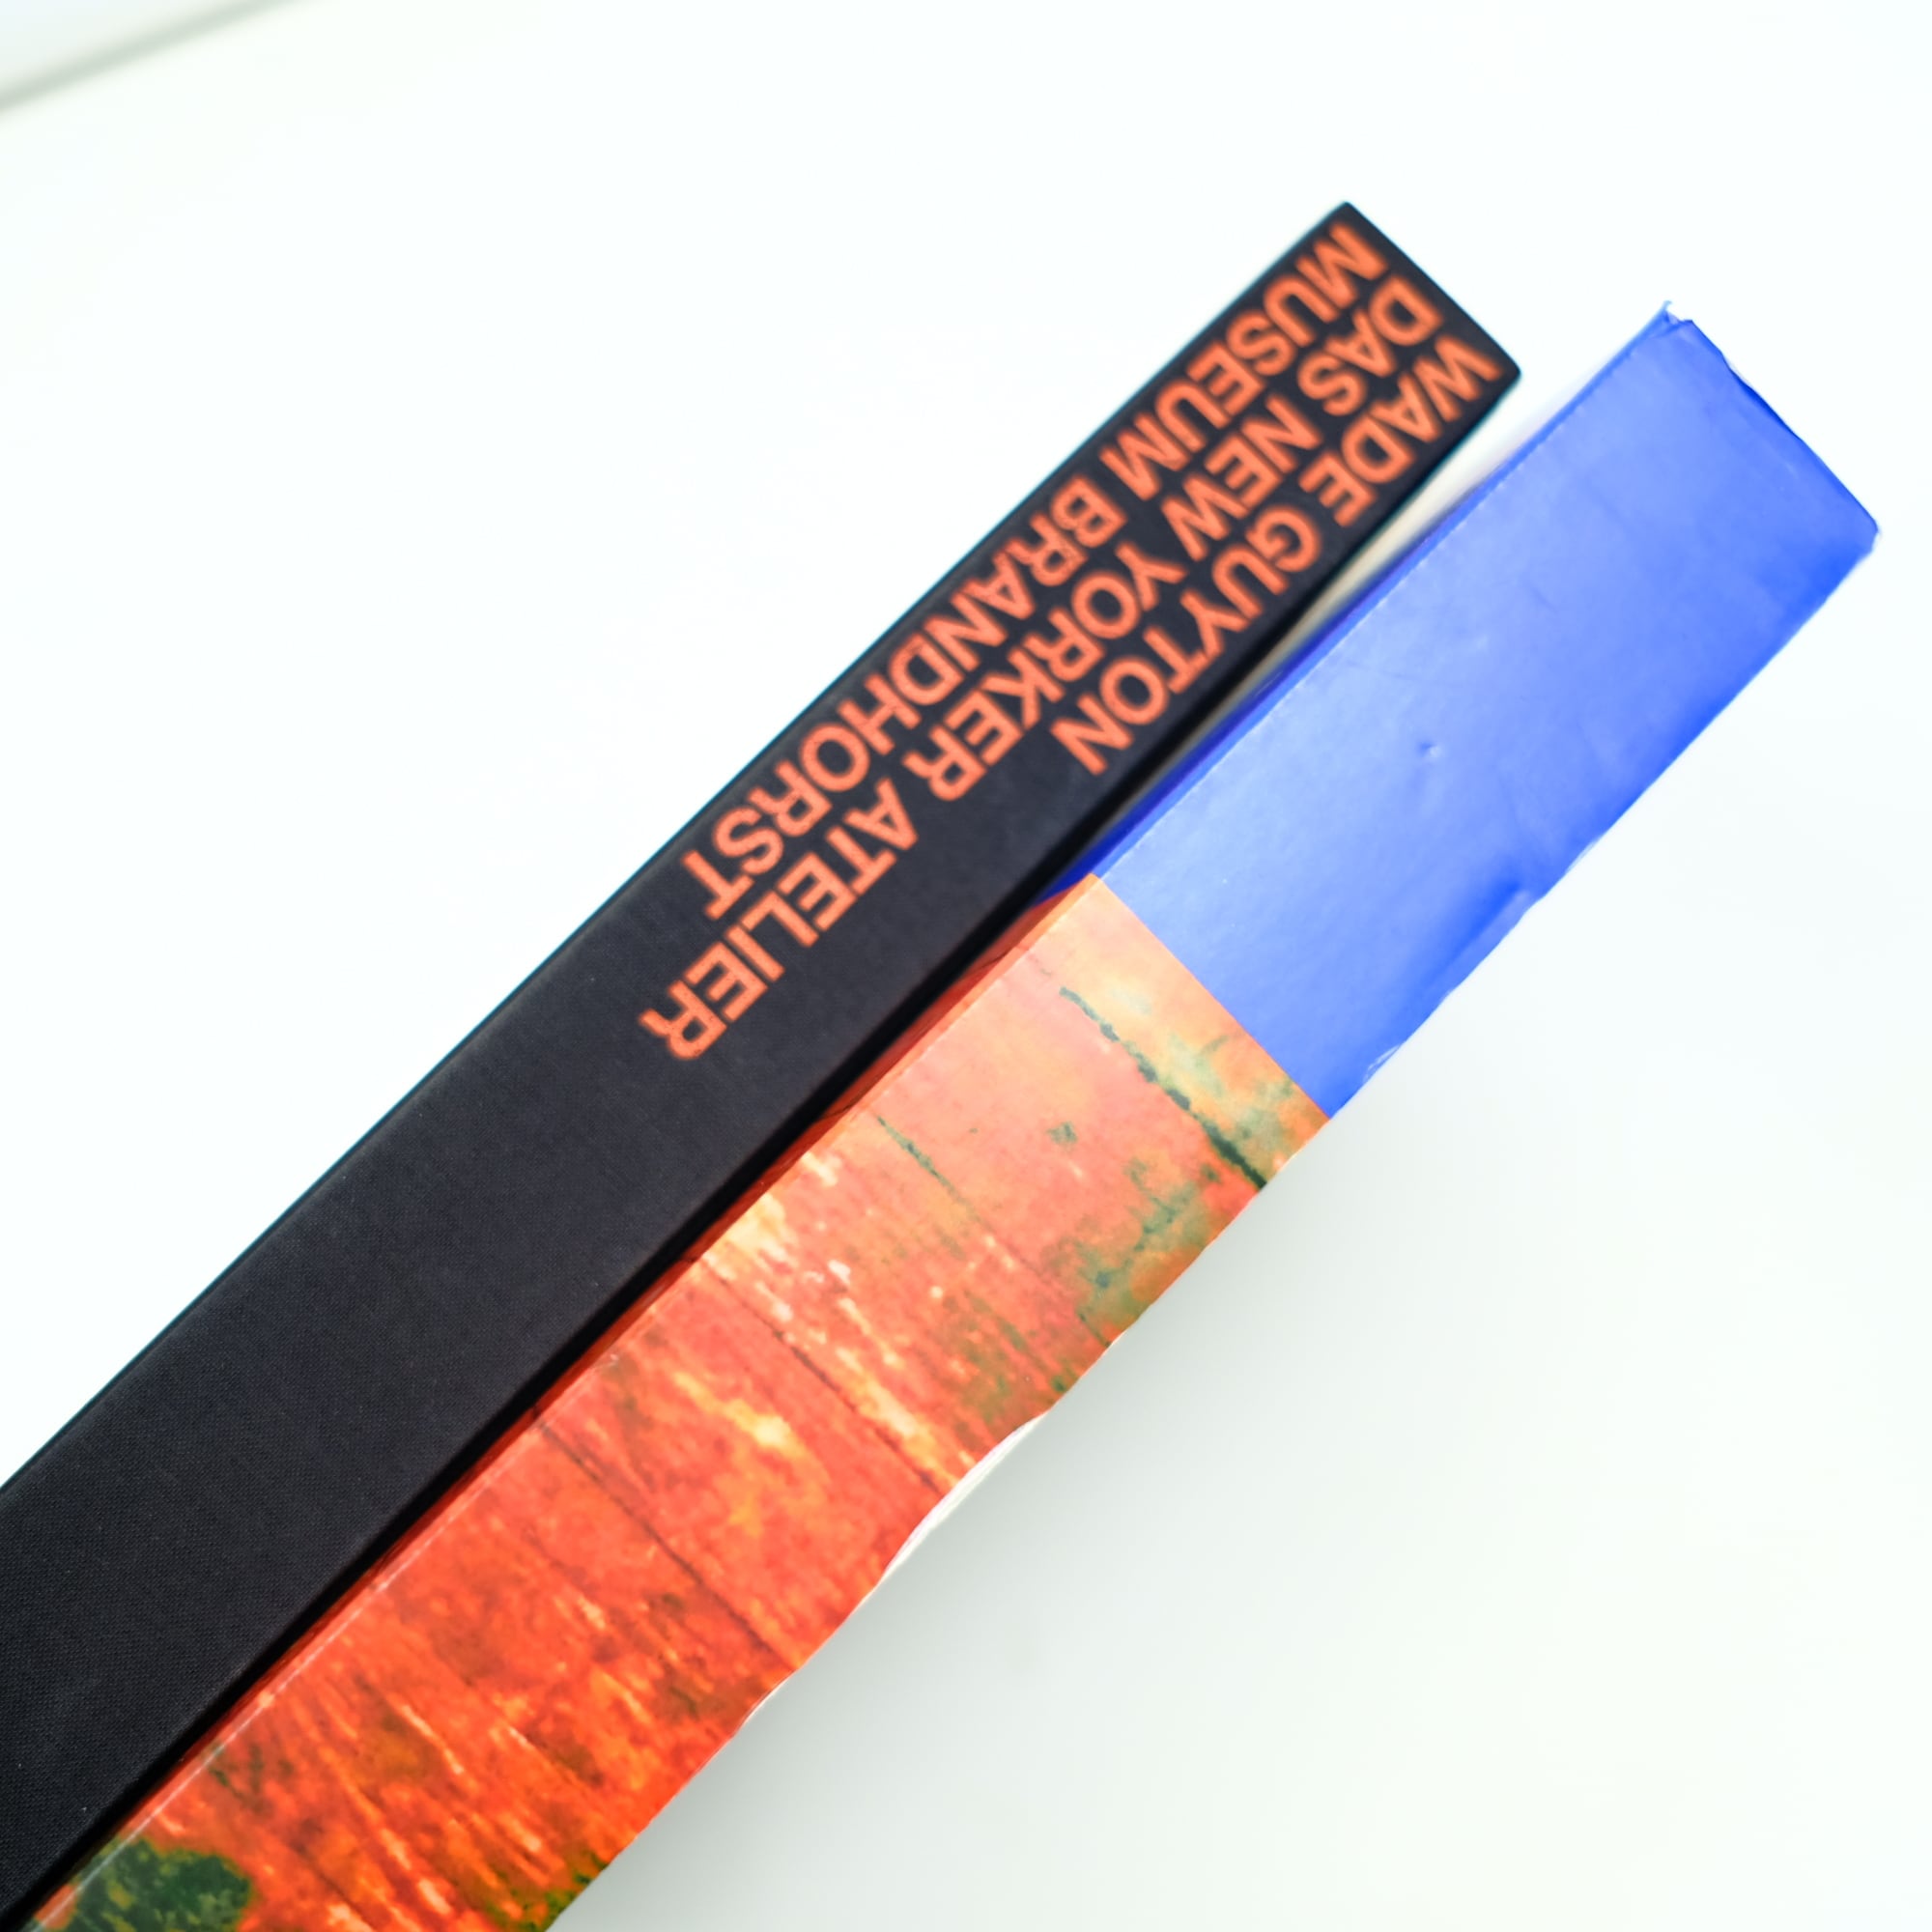 WADE GUYTON
DAS NEW YORKER ATELIER
MUSEUM BRANDHORST